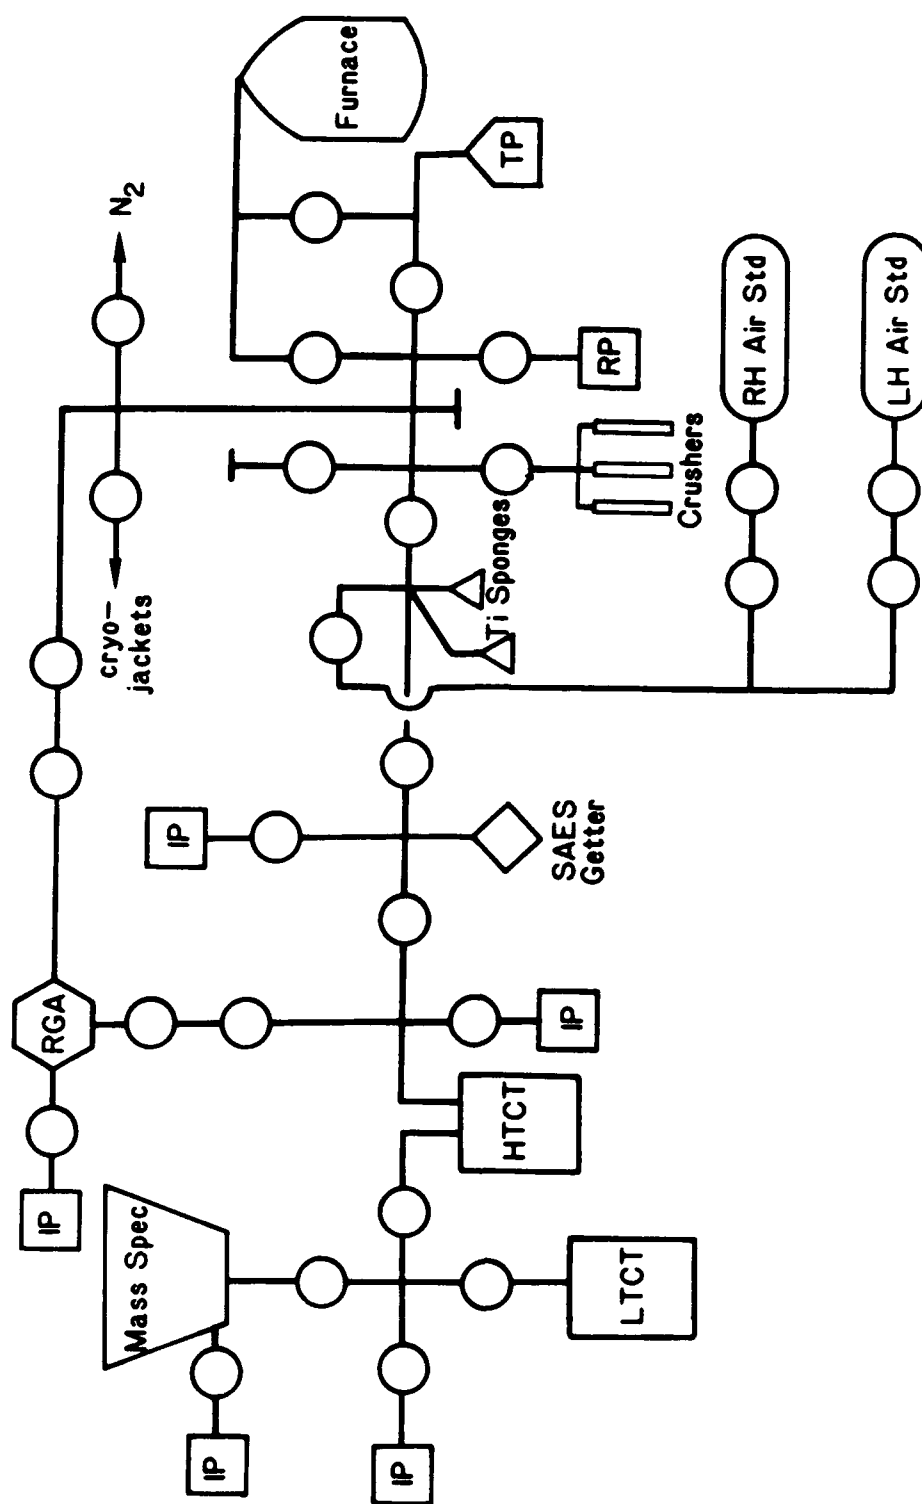 Furnace
N2
TP
RP
RH Air Std
LH Air Std
Crushers
Ti Sponges
cryo-
jackets
IP
SAES
Getter
RGA
IP
IP
HTCT
Mass Spec
LTCT
IP
IP